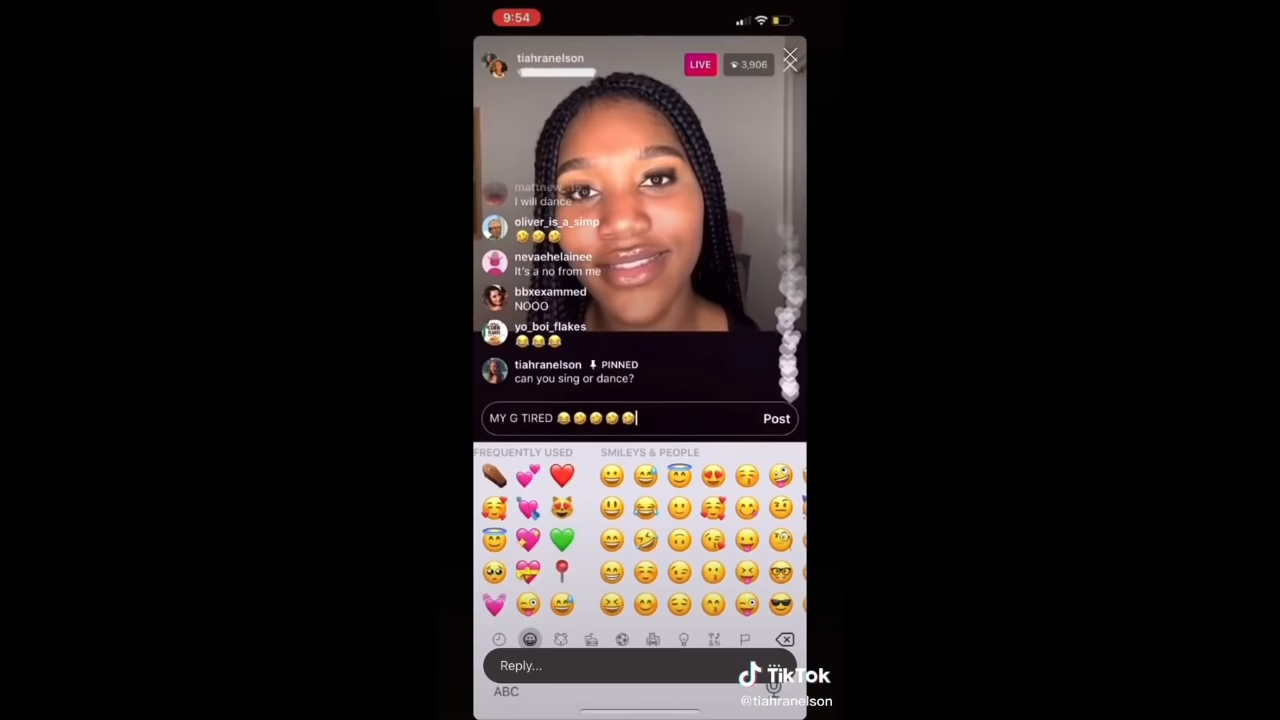 9:54
tiahranelson
LIVE
3,906
matthew_16_
I will dance
oliver_is_a_simp
🤣🤣🤣
nevaehelainee
It's a no from me
bbxexammed
NOOO
yo_boi_flakes
😂😂😂
tiahranelson PINNED
can you sing or dance?
MY G TIRED 😂🤣🤣🤣🤣
Post
FREQUENTLY USED SMILEYS & PEOPLE
Reply...
ABC
TikTok
@tiahranelson